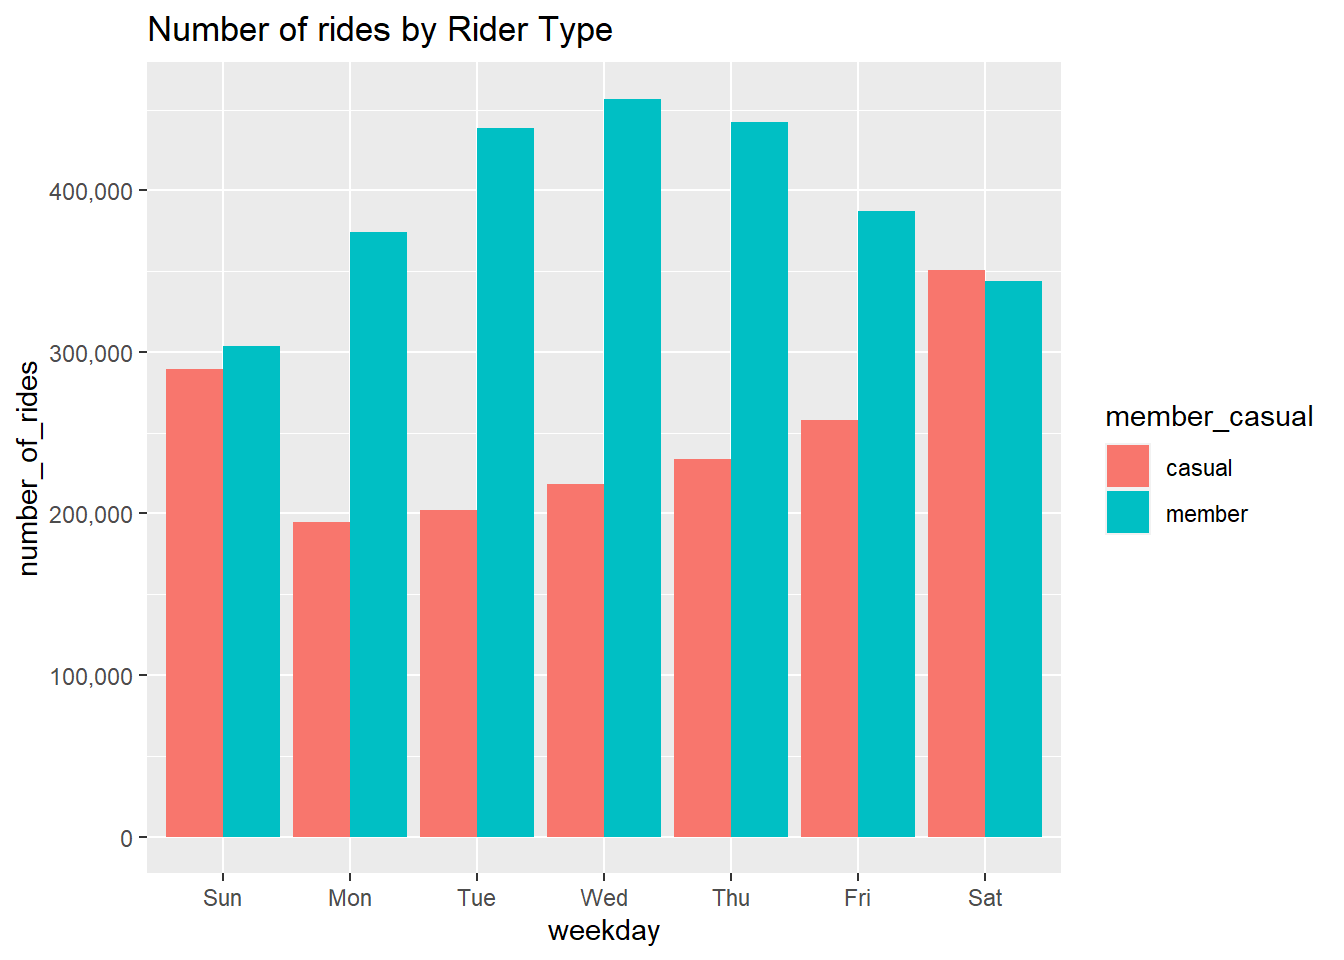 Number of rides by Rider Type
number_of_rides
400,000
300,000
200,000
100,000
0
Sun Mon Tue Wed Thu Fri Sat
weekday
member_casual
casual
member